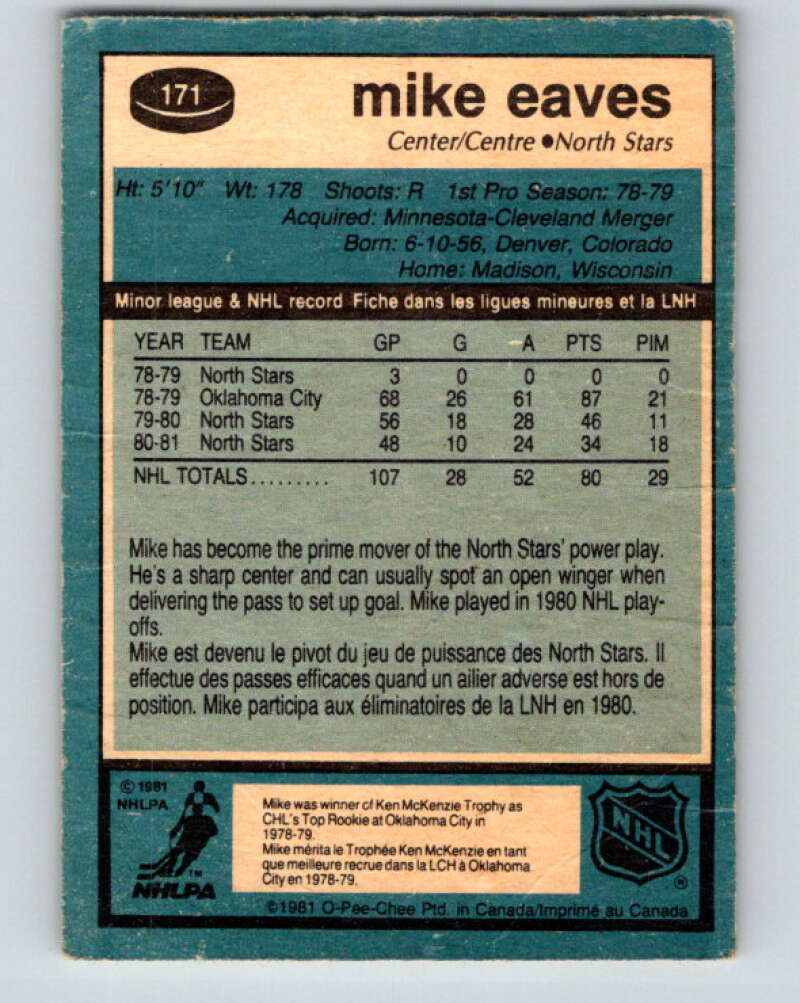 171
mike eaves
Center/Centre ●North Stars
Ht: 5'10" Wt: 178 Shoots: R 1st Pro Season: 78-79
Acquired: Minnesota-Cleveland Merger
Born: 6-10-56, Denver, Colorado
Home: Madison, Wisconsin
Minor league & NHL record Fiche dans les ligues mineures et la LNH
YEAR TEAM GP G A PTS PIM
78-79 North Stars 3 0 0 0 0
78-79 Oklahoma City 68 26 61 87 21
79-80 North Stars 56 18 28 46 11
80-81 North Stars 48 10 24 34 18
NHL TOTALS......... 107 28 52 80 29
Mike has become the prime mover of the North Stars' power play.
He's a sharp center and can usually spot an open winger when
delivering the pass to set up goal. Mike played in 1980 NHL play-
offs.
Mike est devenu le pivot du jeu de puissance des North Stars. Il
effectue des passes efficaces quand un ailier adverse est hors de
position. Mike participa aux éliminatoires de la LNH en 1980.
© 1981
NHLPA
TM
NHLPA
Mike was winner of Ken McKenzie Trophy as
CHL's Top Rookie at Oklahoma City in
1978-79.
Mike mérita le Trophée Ken McKenzie en tant
que meilleure recrue dans la LCH à Oklahoma
City en 1978-79.
NHL
®
©1981 O-Pee-Chee Ptd. in Canada/Imprimé au Canada